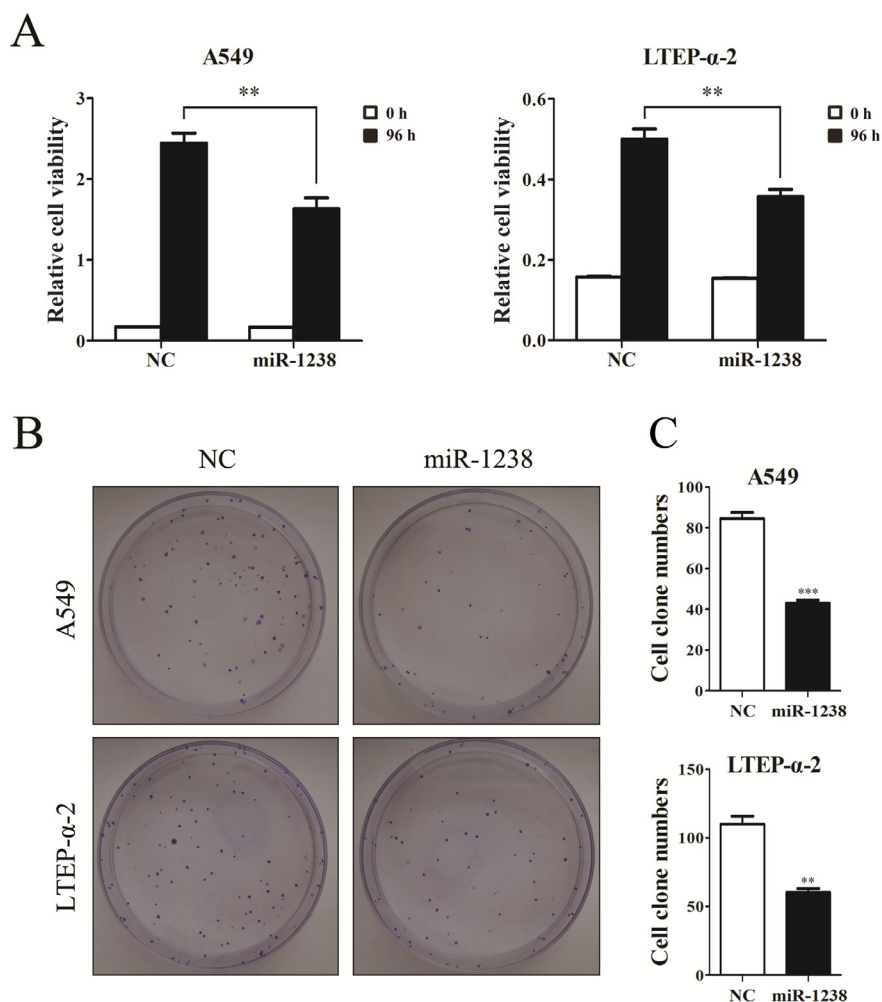 A
A549
Relative cell viability
3
2
1
0
**
0 h
96 h
NC
miR-1238
LTEP-α-2
Relative cell viability
0.6
0.4
0.2
0.0
**
0 h
96 h
NC
miR-1238
B
NC
miR-1238
A549
LTEP-α-2
C
A549
Cell clone numbers
100
80
60
40
20
0
***
NC
miR-1238
LTEP-α-2
Cell clone numbers
150
100
50
0
**
NC
miR-1238